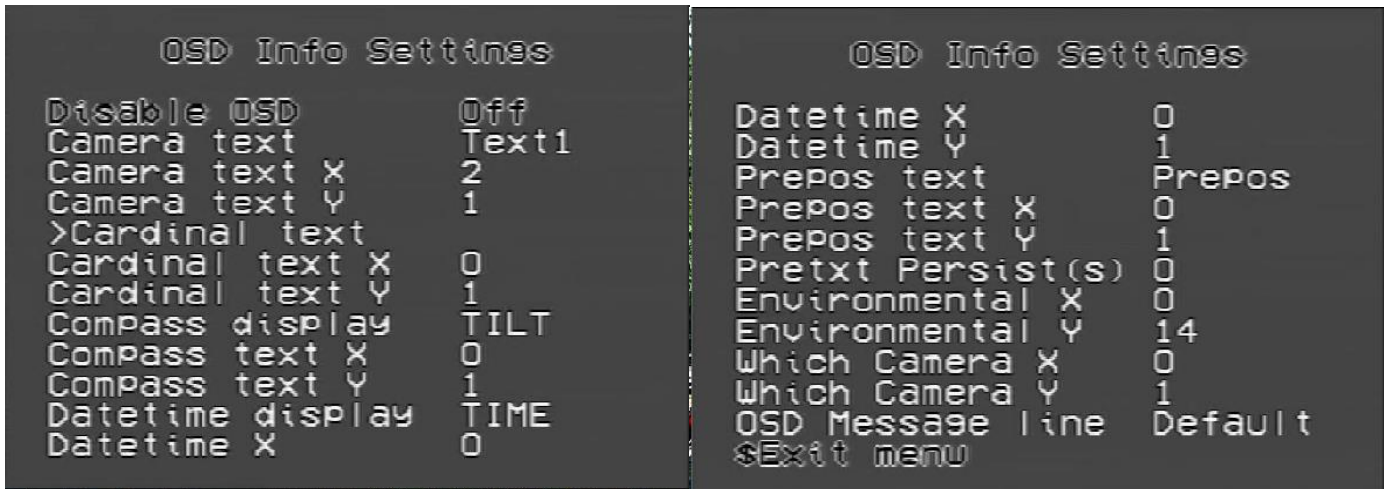 OSD Info Settings
Disable OSD Off
Camera text Text1
Camera text X 2
Camera text Y 1
>Cardinal text
Cardinal text X 0
Cardinal text Y 1
Compass display TILT
Compass text X 0
Compass text Y 1
Datetime display TIME
Datetime X 0
OSD Info Settings
Datetime X 0
Datetime Y 1
Prepos text Prepos
Prepos text X 0
Prepos text Y 1
Pretxt Persist(s) 0
Environmental X 0
Environmental Y 14
Which Camera X 0
Which Camera Y 1
OSD Message line Default
$Exit menu